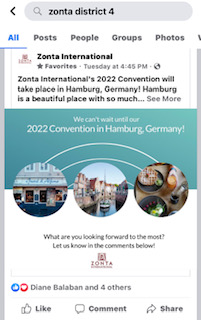 zonta district 4
All Posts People Groups Photos
Zonta International
Favorites · Tuesday at 4:45 PM ·
Zonta International's 2022 Convention will
take place in Hamburg, Germany! Hamburg
is a beautiful place with so much... See More
We can't wait until our
2022 Convention in Hamburg, Germany!
What are you looking forward to the most?
Let us know in the comments below!
ZONTA
INTERNATIONAL
Diane Balaban and 4 others
Like Comment Share